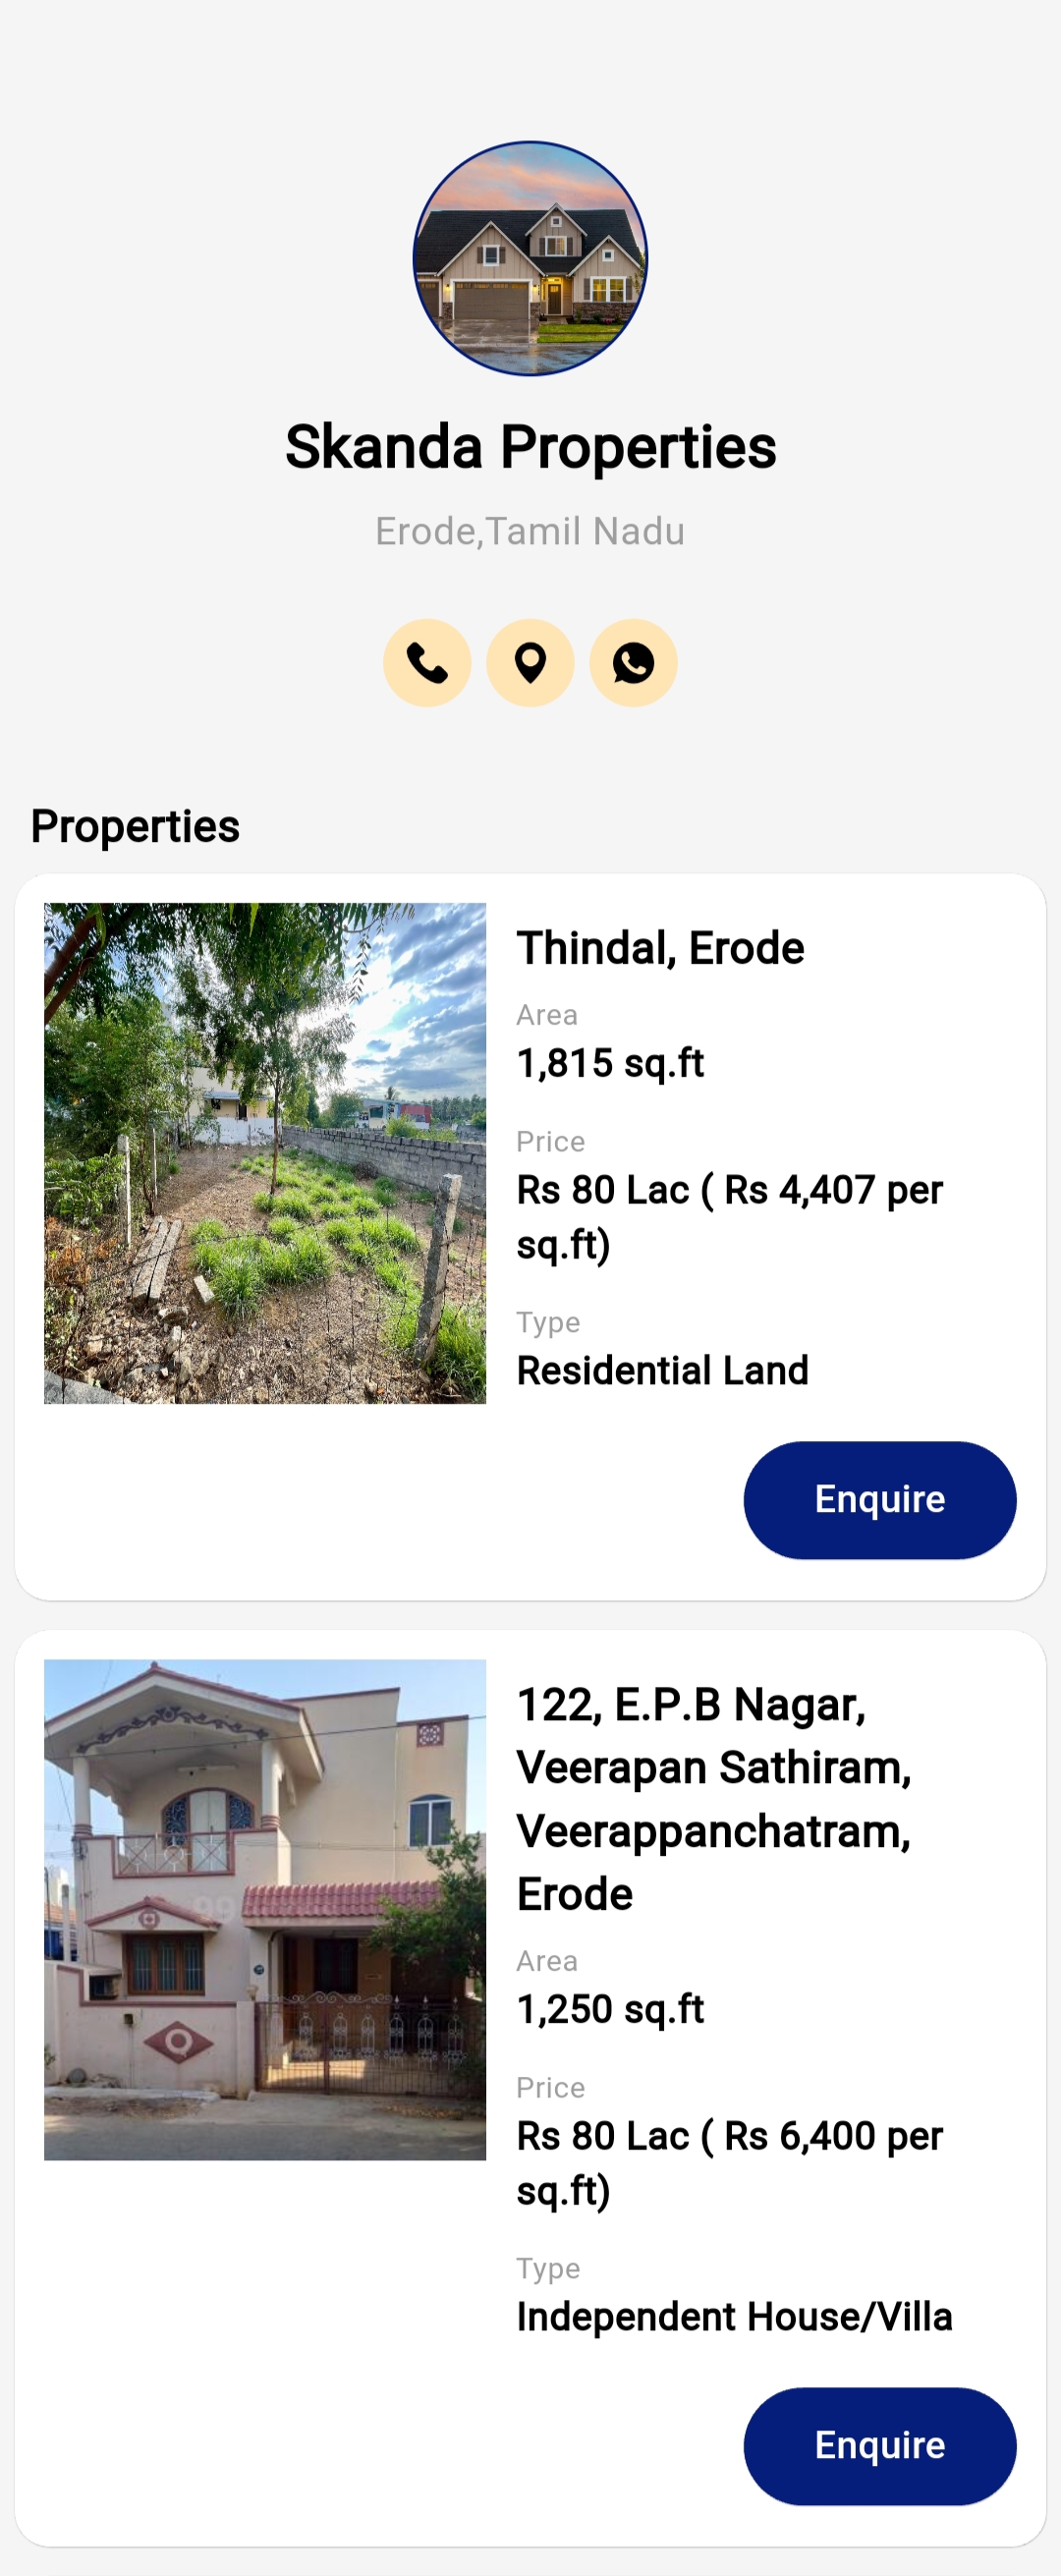 Skanda Properties
Erode,Tamil Nadu
Properties
Thindal, Erode
Area
1,815 sq.ft
Price
Rs 80 Lac ( Rs 4,407 per
sq.ft)
Type
Residential Land
Enquire
122, E.P.B Nagar,
Veerapan Sathiram,
Veerappanchatram,
Erode
Area
1,250 sq.ft
Price
Rs 80 Lac ( Rs 6,400 per
sq.ft)
Type
Independent House/Villa
Enquire